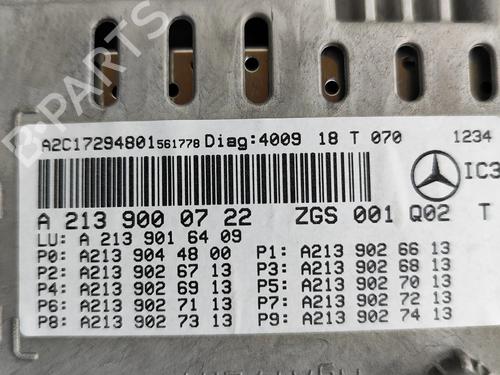 B-PARTS
A2C17294801561778 Diag:4009 18 T 070 1234
IC3
A 213 900 07 22 ZGS 001 Q02 T
LU: A 213 901 64 09
P0: A213 904 48 00 P1: A213 902 66 13
P2: A213 902 67 13 P3: A213 902 68 13
P4: A213 902 69 13 P5: A213 902 70 13
P6: A213 902 71 13 P7: A213 902 72 13
P8: A213 902 73 13 P9: A213 902 74 13